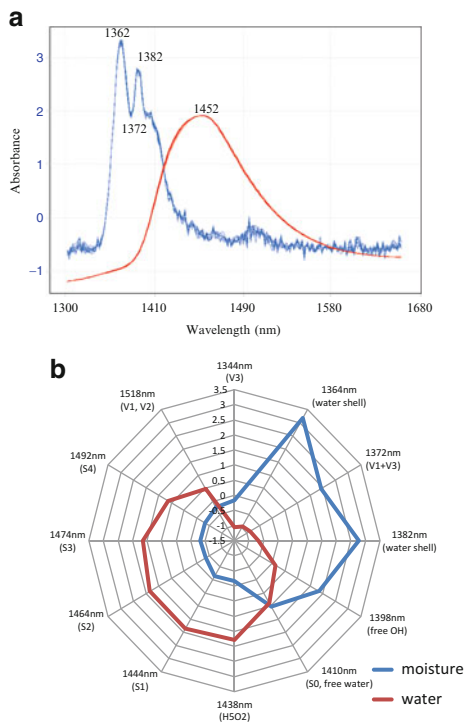 a
1362
1382
1372
1452
3
2
1
0
−1
Absorbance
1300
1410
1490
1580
1680
Wavelength (nm)
b
1344nm
(V3)
1364nm
(water shell)
1372nm
(V1+V3)
1382nm
(water shell)
1398nm
(free OH)
1410nm
(S0, free water)
1438nm
(H5O2)
1444nm
(S1)
1464nm
(S2)
1474nm
(S3)
1492nm
(S4)
1518nm
(V1, V2)
3.5
3
2.5
2
1.5
1
0.5
0
-0.5
-1
-1.5
moisture
water